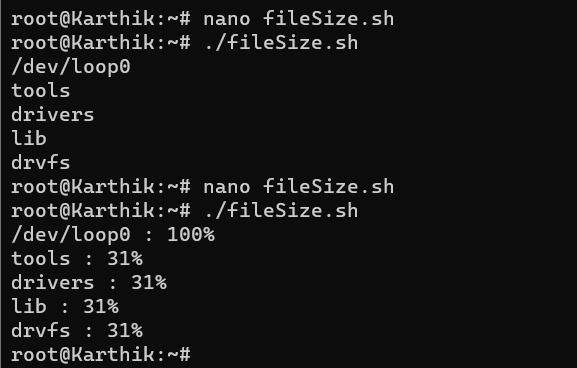 root@Karthik:~# nano fileSize.sh
root@Karthik:~# ./fileSize.sh
/dev/loop0
tools
drivers
lib
drvfs
root@Karthik:~# nano fileSize.sh
root@Karthik:~# ./fileSize.sh
/dev/loop0 : 100%
tools : 31%
drivers : 31%
lib : 31%
drvfs : 31%
root@Karthik:~#